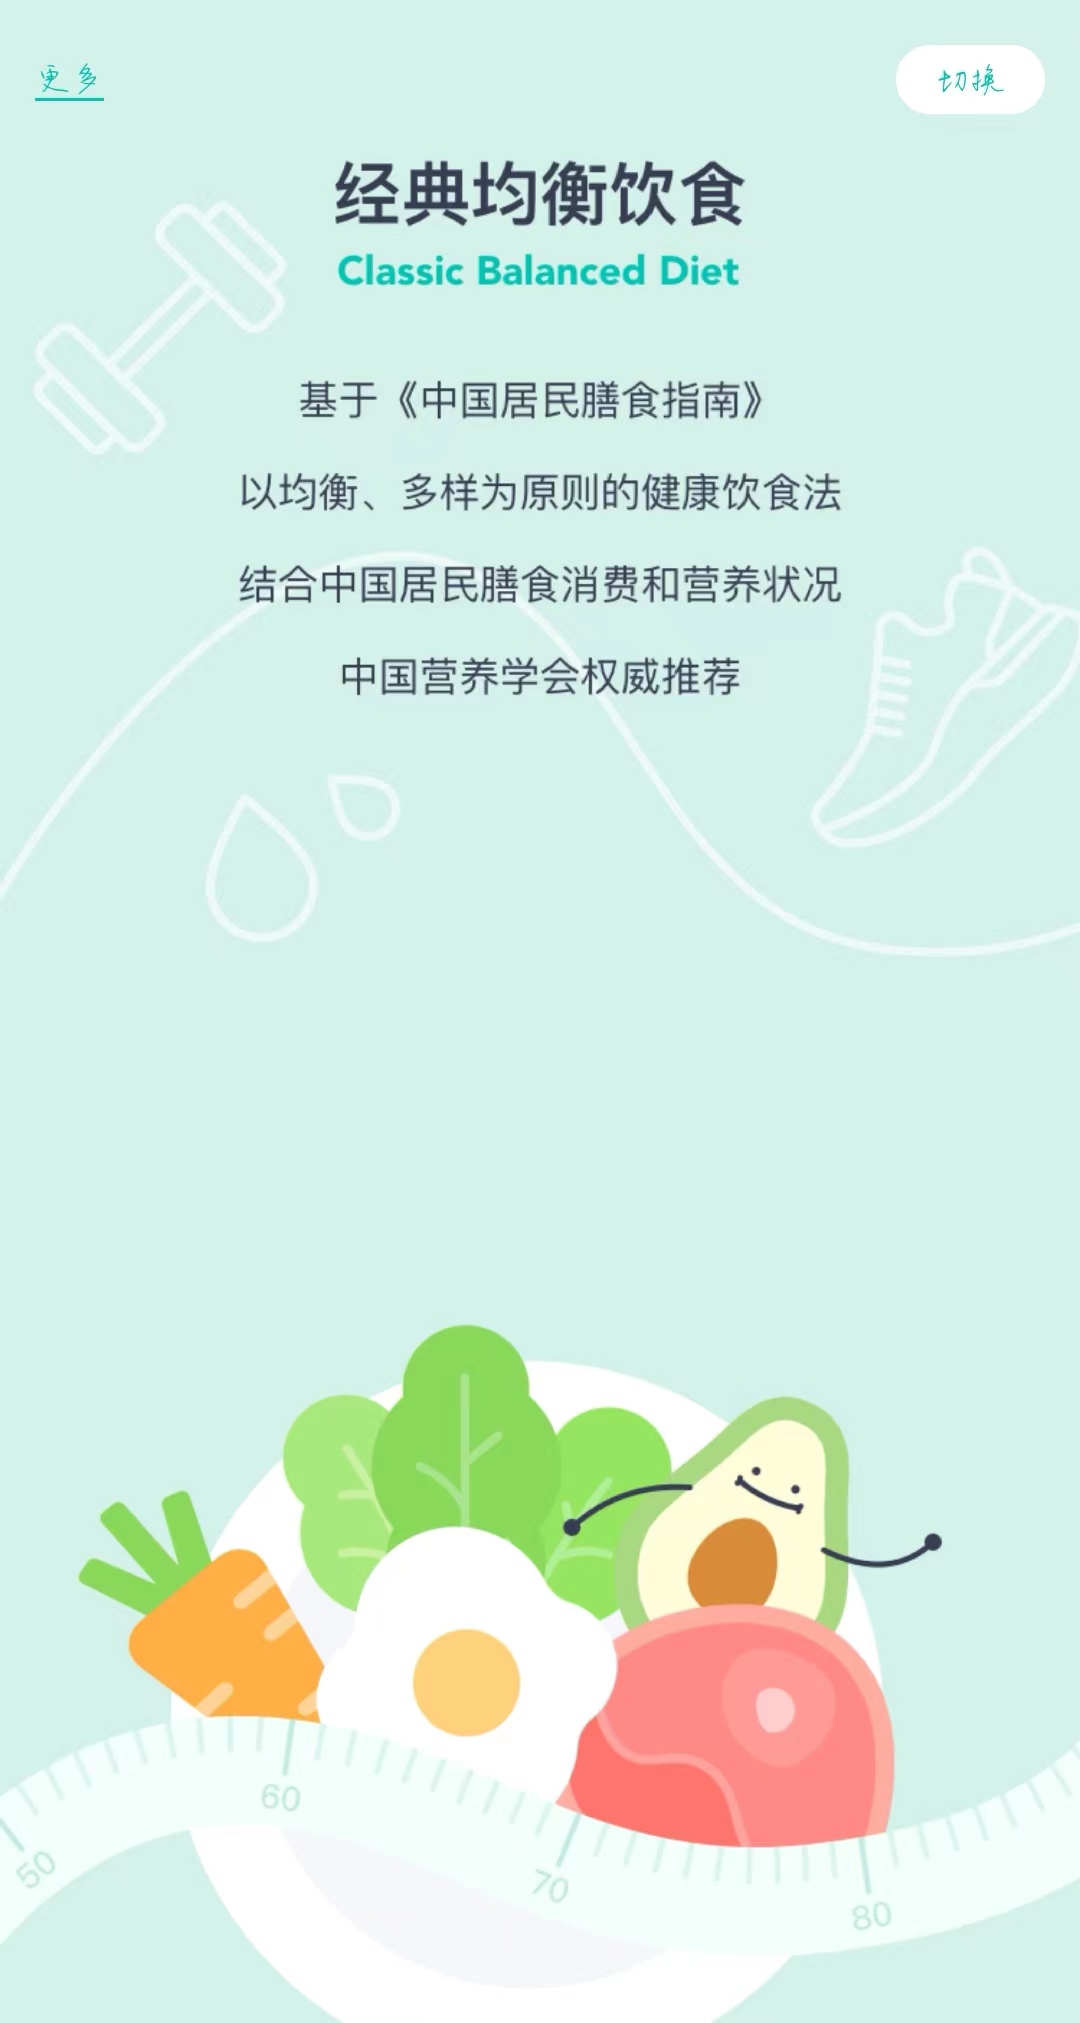 更多
切换
经典均衡饮食
Classic Balanced Diet
基于《中国居民膳食指南》
以均衡、多样为原则的健康饮食法
结合中国居民膳食消费和营养状况
中国营养学会权威推荐
60
50
70
80